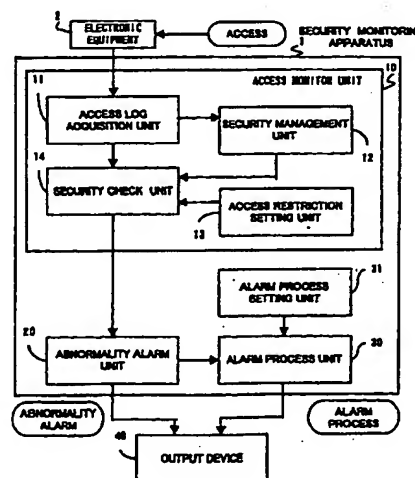 2
ELECTRONIC
EQUIPMENT
ACCESS
SECURITY MONITORING
APPARATUS
1
10
ACCESS MONITOR UNIT
11
ACCESS LOG
ACQUISITION UNIT
SECURITY MANAGEMENT
UNIT
14
12
SECURITY CHECK UNIT
ACCESS RESTRICTION
SETTING UNIT
13
31
ALARM PROCESS
SETTING UNIT
20
30
ABNORMALITY ALARM
UNIT
ALARM PROCESS UNIT
ABNORMALITY
ALARM
ALARM
PROCESS
40
OUTPUT DEVICE